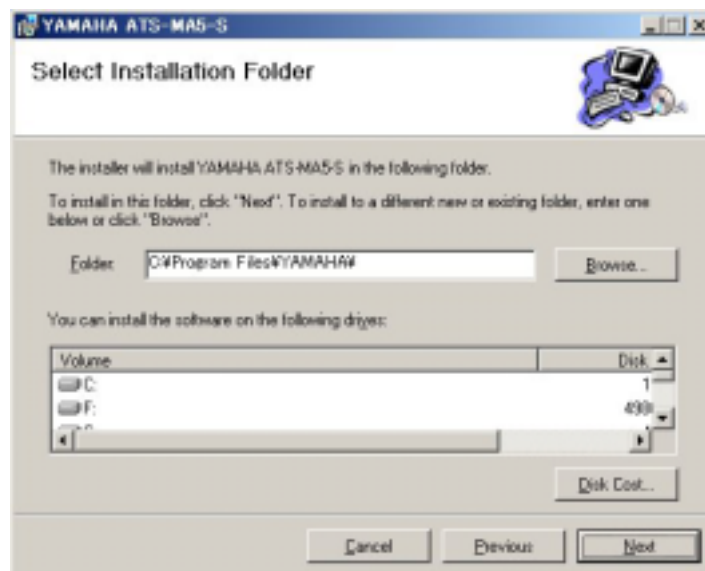 YAMAHA ATS-MA5-S
Select Installation Folder
The installer will install YAMAHA ATS-MA5-S in the following folder.
To install in this folder, click "Next". To install to a different new or existing folder, enter one
below or click "Browse".
Folder: C:¥Program Files¥YAMAHA¥ Browse...
You can install the software on the following drives:
Volume Disk
C: 1
F:
Disk Cost...
Cancel Previous Next